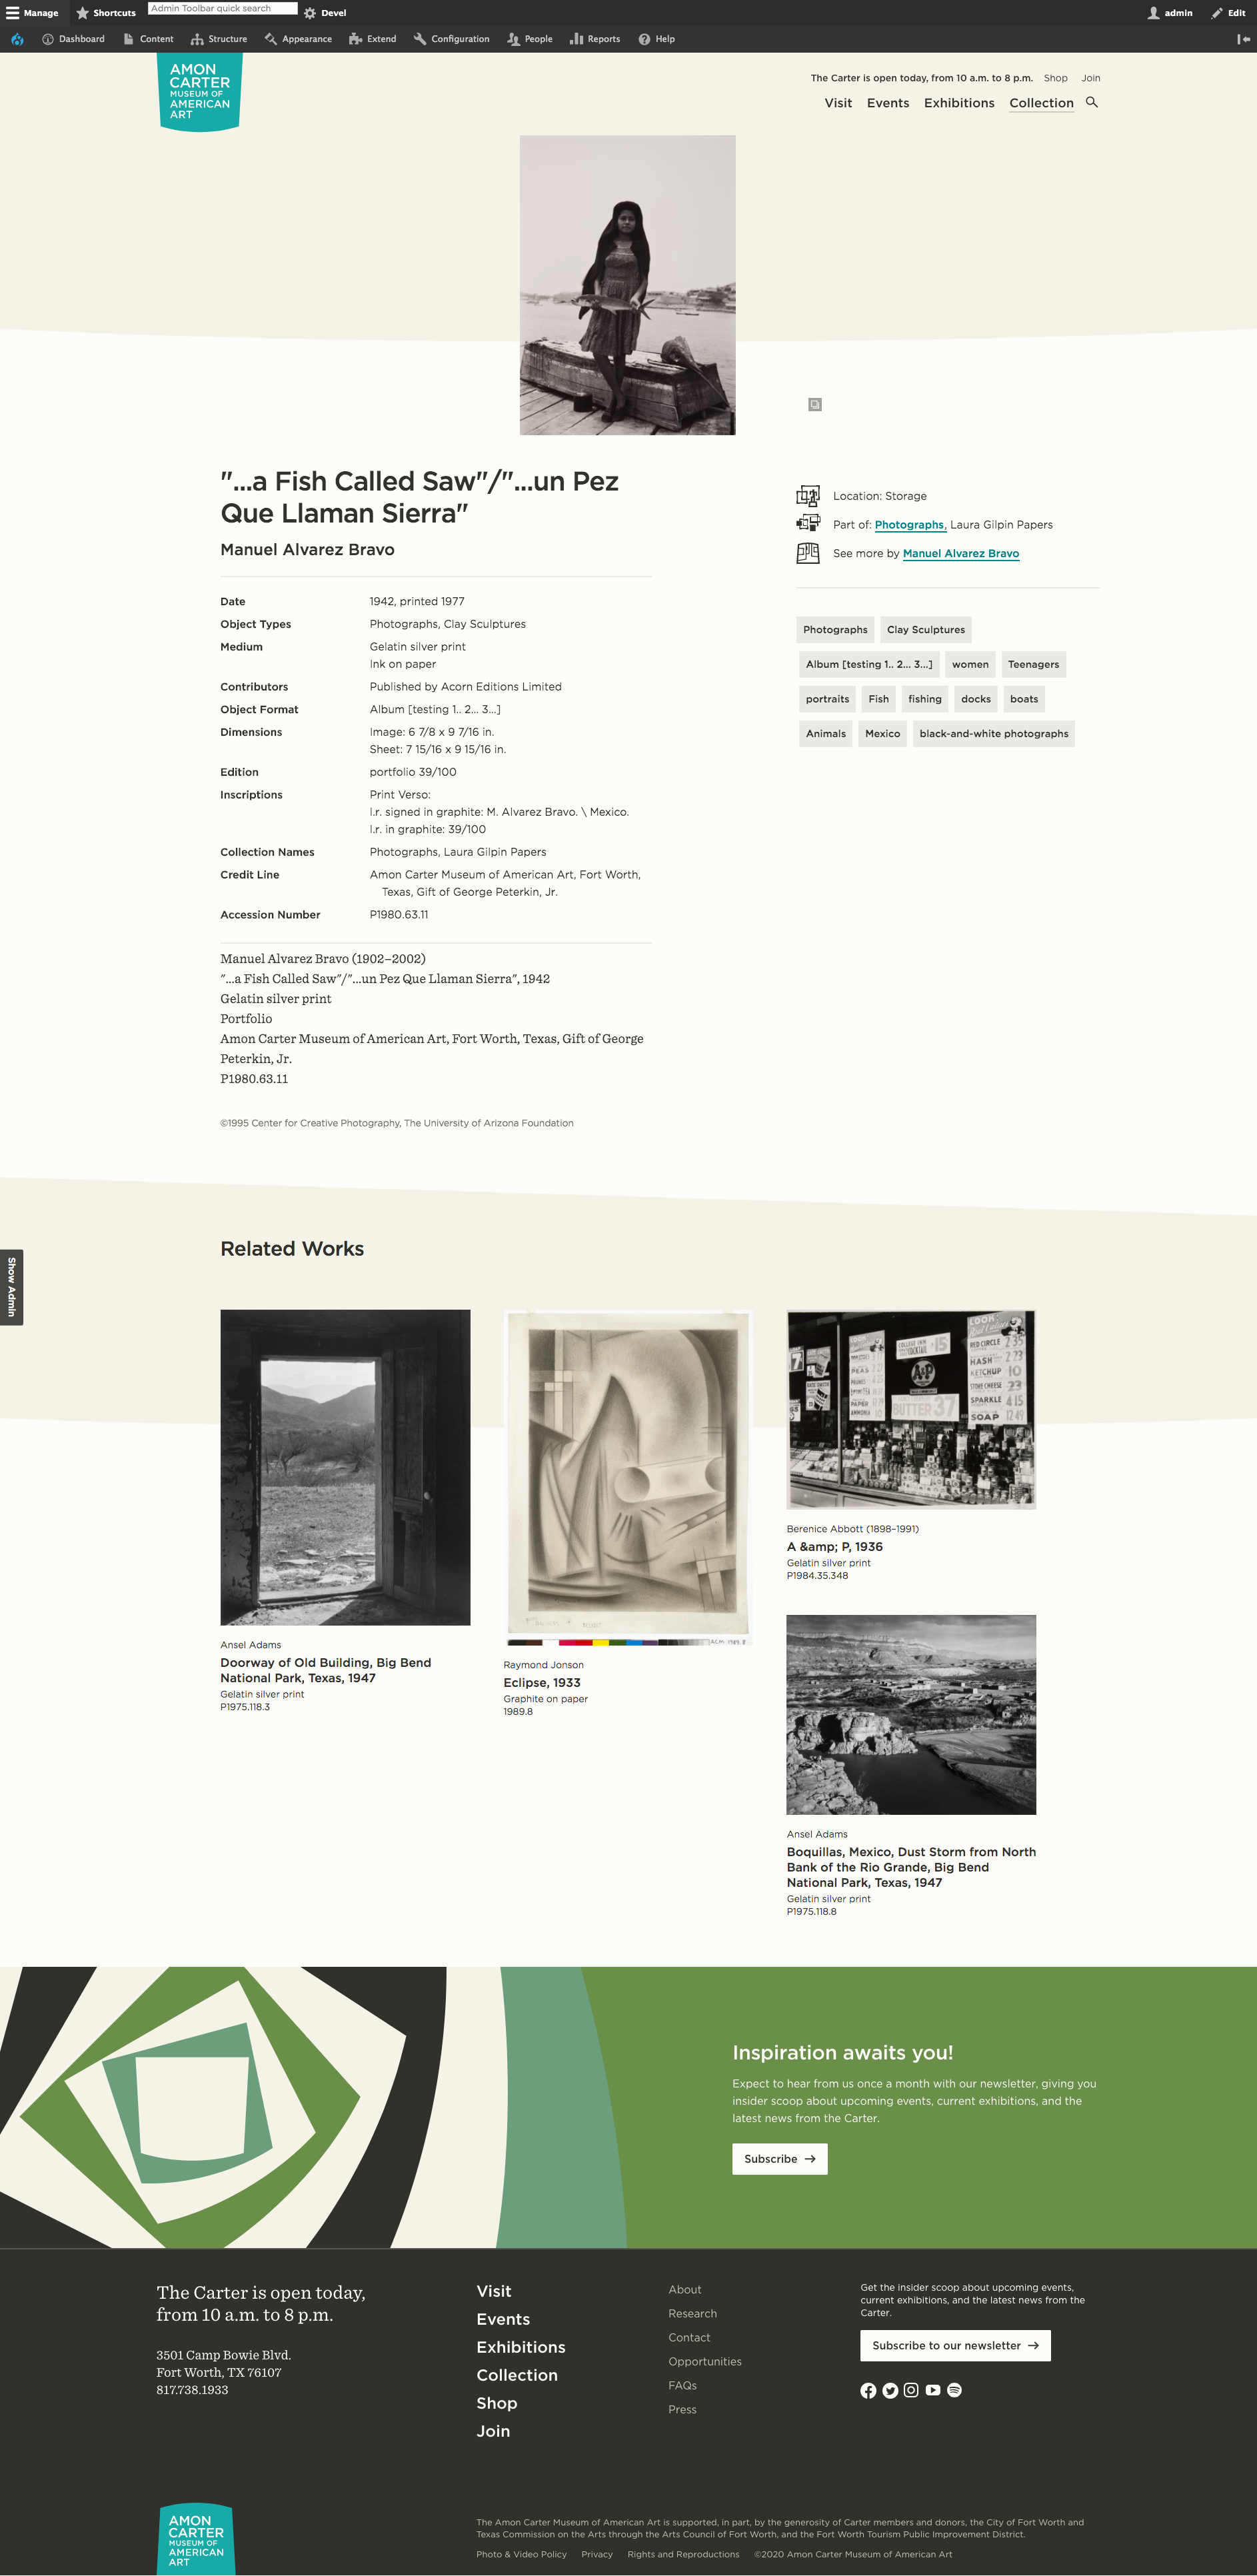 Manage
Shortcuts
Admin Toolbar quick search
Devel
admin
Edit
Dashboard
Content
Structure
Appearance
Extend
Configuration
People
Reports
Help
AMON
CARTER
MUSEUM OF
AMERICAN
ART
The Carter is open today, from 10 a.m. to 8 p.m.
Shop
Join
Visit
Events
Exhibitions
Collection
"...a Fish Called Saw"/"...un Pez
Que Llaman Sierra"
Manuel Alvarez Bravo
Date 1942, printed 1977
Object Types Photographs, Clay Sculptures
Medium Gelatin silver print
Ink on paper
Contributors Published by Acorn Editions Limited
Object Format Album [testing 1.. 2... 3...]
Dimensions Image: 6 7/8 x 9 7/16 in.
Sheet: 7 15/16 x 9 15/16 in.
Edition portfolio 39/100
Inscriptions Print Verso:
l.r. signed in graphite: M. Alvarez Bravo. \ Mexico.
l.r. in graphite: 39/100
Collection Names Photographs, Laura Gilpin Papers
Credit Line Amon Carter Museum of American Art, Fort Worth,
Texas, Gift of George Peterkin, Jr.
Accession Number P1980.63.11
Manuel Alvarez Bravo (1902–2002)
"...a Fish Called Saw"/"...un Pez Que Llaman Sierra", 1942
Gelatin silver print
Portfolio
Amon Carter Museum of American Art, Fort Worth, Texas, Gift of George
Peterkin, Jr.
P1980.63.11
©1995 Center for Creative Photography, The University of Arizona Foundation
Location: Storage
Part of: Photographs, Laura Gilpin Papers
See more by Manuel Alvarez Bravo
Photographs
Clay Sculptures
Album [testing 1.. 2... 3...]
women
Teenagers
portraits
Fish
fishing
docks
boats
Animals
Mexico
black-and-white photographs
Show Admin
Related Works
Ansel Adams
Doorway of Old Building, Big Bend
National Park, Texas, 1947
Gelatin silver print
P1975.118.3
Raymond Jonson
Eclipse, 1933
Graphite on paper
1989.8
LOOK
COLLEGE INN
COCKTAIL 15
A&P
BUTTER 37
RED CIRCLE
HASH
KETCHUP 10
SPARKLE
SOAP
Berenice Abbott (1898–1991)
A &amp; P, 1936
Gelatin silver print
P1984.35.348
Ansel Adams
Boquillas, Mexico, Dust Storm from North
Bank of the Rio Grande, Big Bend
National Park, Texas, 1947
Gelatin silver print
P1975.118.8
Inspiration awaits you!
Expect to hear from us once a month with our newsletter, giving you
insider scoop about upcoming events, current exhibitions, and the
latest news from the Carter.
Subscribe →
The Carter is open today,
from 10 a.m. to 8 p.m.
3501 Camp Bowie Blvd.
Fort Worth, TX 76107
817.738.1933
Visit
Events
Exhibitions
Collection
Shop
Join
About
Research
Contact
Opportunities
FAQs
Press
Get the insider scoop about upcoming events,
current exhibitions, and the latest news from the
Carter.
Subscribe to our newsletter →
AMON
CARTER
MUSEUM OF
AMERICAN
ART
The Amon Carter Museum of American Art is supported, in part, by the generosity of Carter members and donors, the City of Fort Worth and
Texas Commission on the Arts through the Arts Council of Fort Worth, and the Fort Worth Tourism Public Improvement District.
Photo & Video Policy
Privacy
Rights and Reproductions
©2020 Amon Carter Museum of American Art